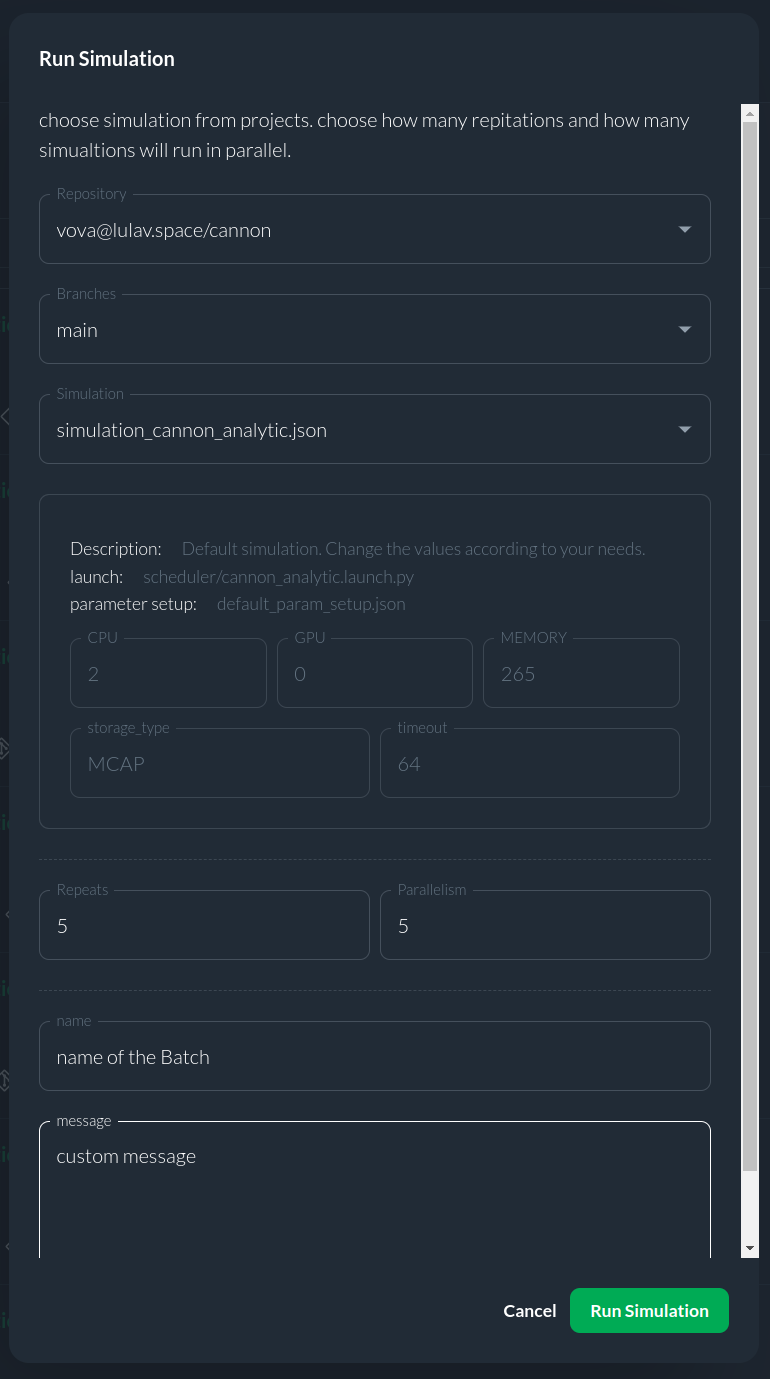 Run Simulation
choose simulation from projects. choose how many repitations and how many
simualtions will run in parallel.
Repository
vova@lulav.space/cannon
Branches
main
Simulation
simulation_cannon_analytic.json
Description: Default simulation. Change the values according to your needs.
launch: scheduler/cannon_analytic.launch.py
parameter setup: default_param_setup.json
CPU GPU MEMORY
2 0 265
storage_type timeout
MCAP 64
Repeats Parallelism
5 5
name
name of the Batch
message
custom message
Cancel Run Simulation